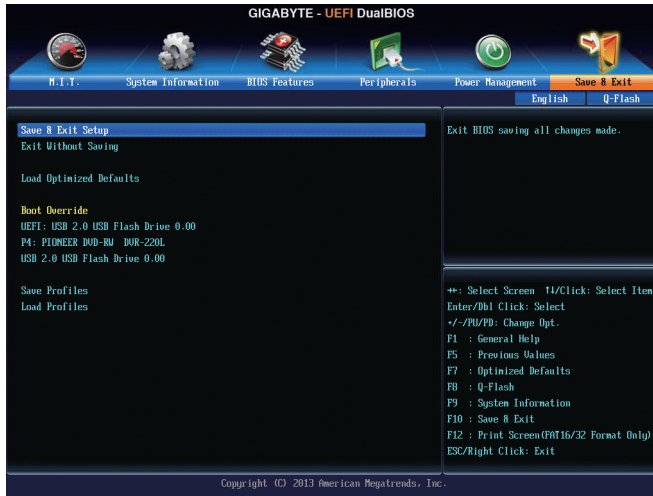 GIGABYTE - UEFI DualBIOS
M.I.T. System Information BIOS Features Peripherals Power Management Save & Exit
English Q-Flash
Save & Exit Setup
Exit Without Saving
Load Optimized Defaults
Boot Override
UEFI: USB 2.0 USB Flash Drive 0.00
P4: PIONEER DVD-RW DVR-220L
USB 2.0 USB Flash Drive 0.00
Save Profiles
Load Profiles
Exit BIOS saving all changes made.
→←: Select Screen ↑↓/Click: Select Item
Enter/Dbl Click: Select
+/-/PU/PD: Change Opt.
F1 : General Help
F5 : Previous Values
F7 : Optimized Defaults
F8 : Q-Flash
F9 : System Information
F10 : Save & Exit
F12 : Print Screen(FAT16/32 Format Only)
ESC/Right Click: Exit
Copyright (C) 2013 American Megatrends, Inc.